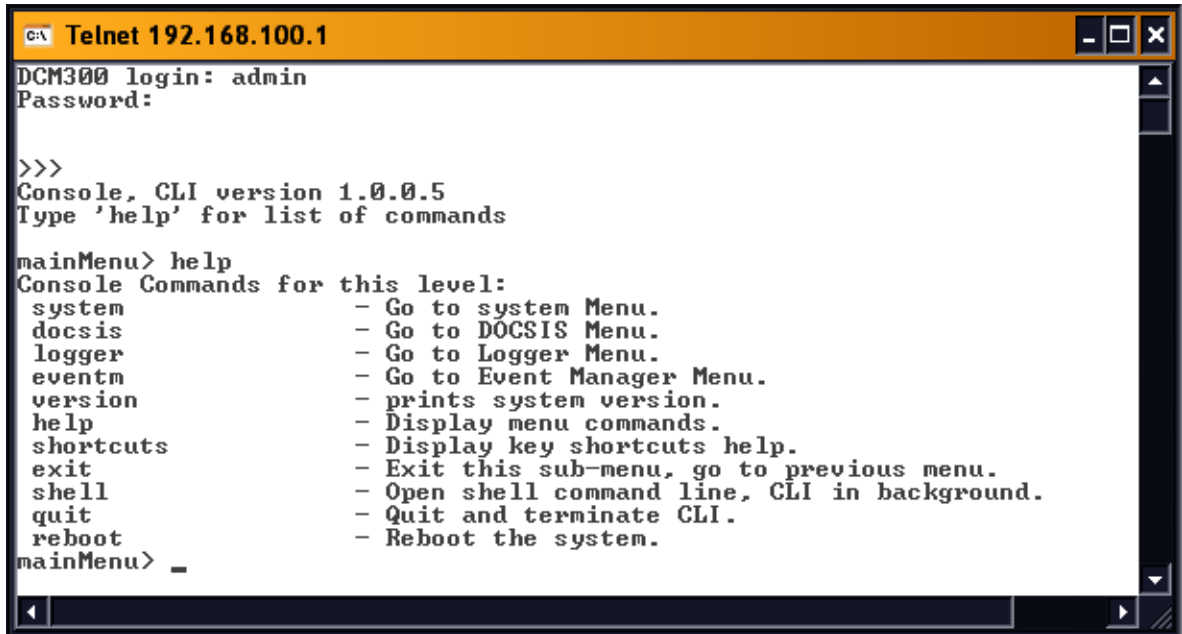 Telnet 192.168.100.1
DCM300 login: admin
Password:
>>>
Console, CLI version 1.0.0.5
Type 'help' for list of commands
mainMenu> help
Console Commands for this level:
system - Go to system Menu.
docsis - Go to DOCSIS Menu.
logger - Go to Logger Menu.
eventm - Go to Event Manager Menu.
version - prints system version.
help - Display menu commands.
shortcuts - Display key shortcuts help.
exit - Exit this sub-menu, go to previous menu.
shell - Open shell command line, CLI in background.
quit - Quit and terminate CLI.
reboot - Reboot the system.
mainMenu> _